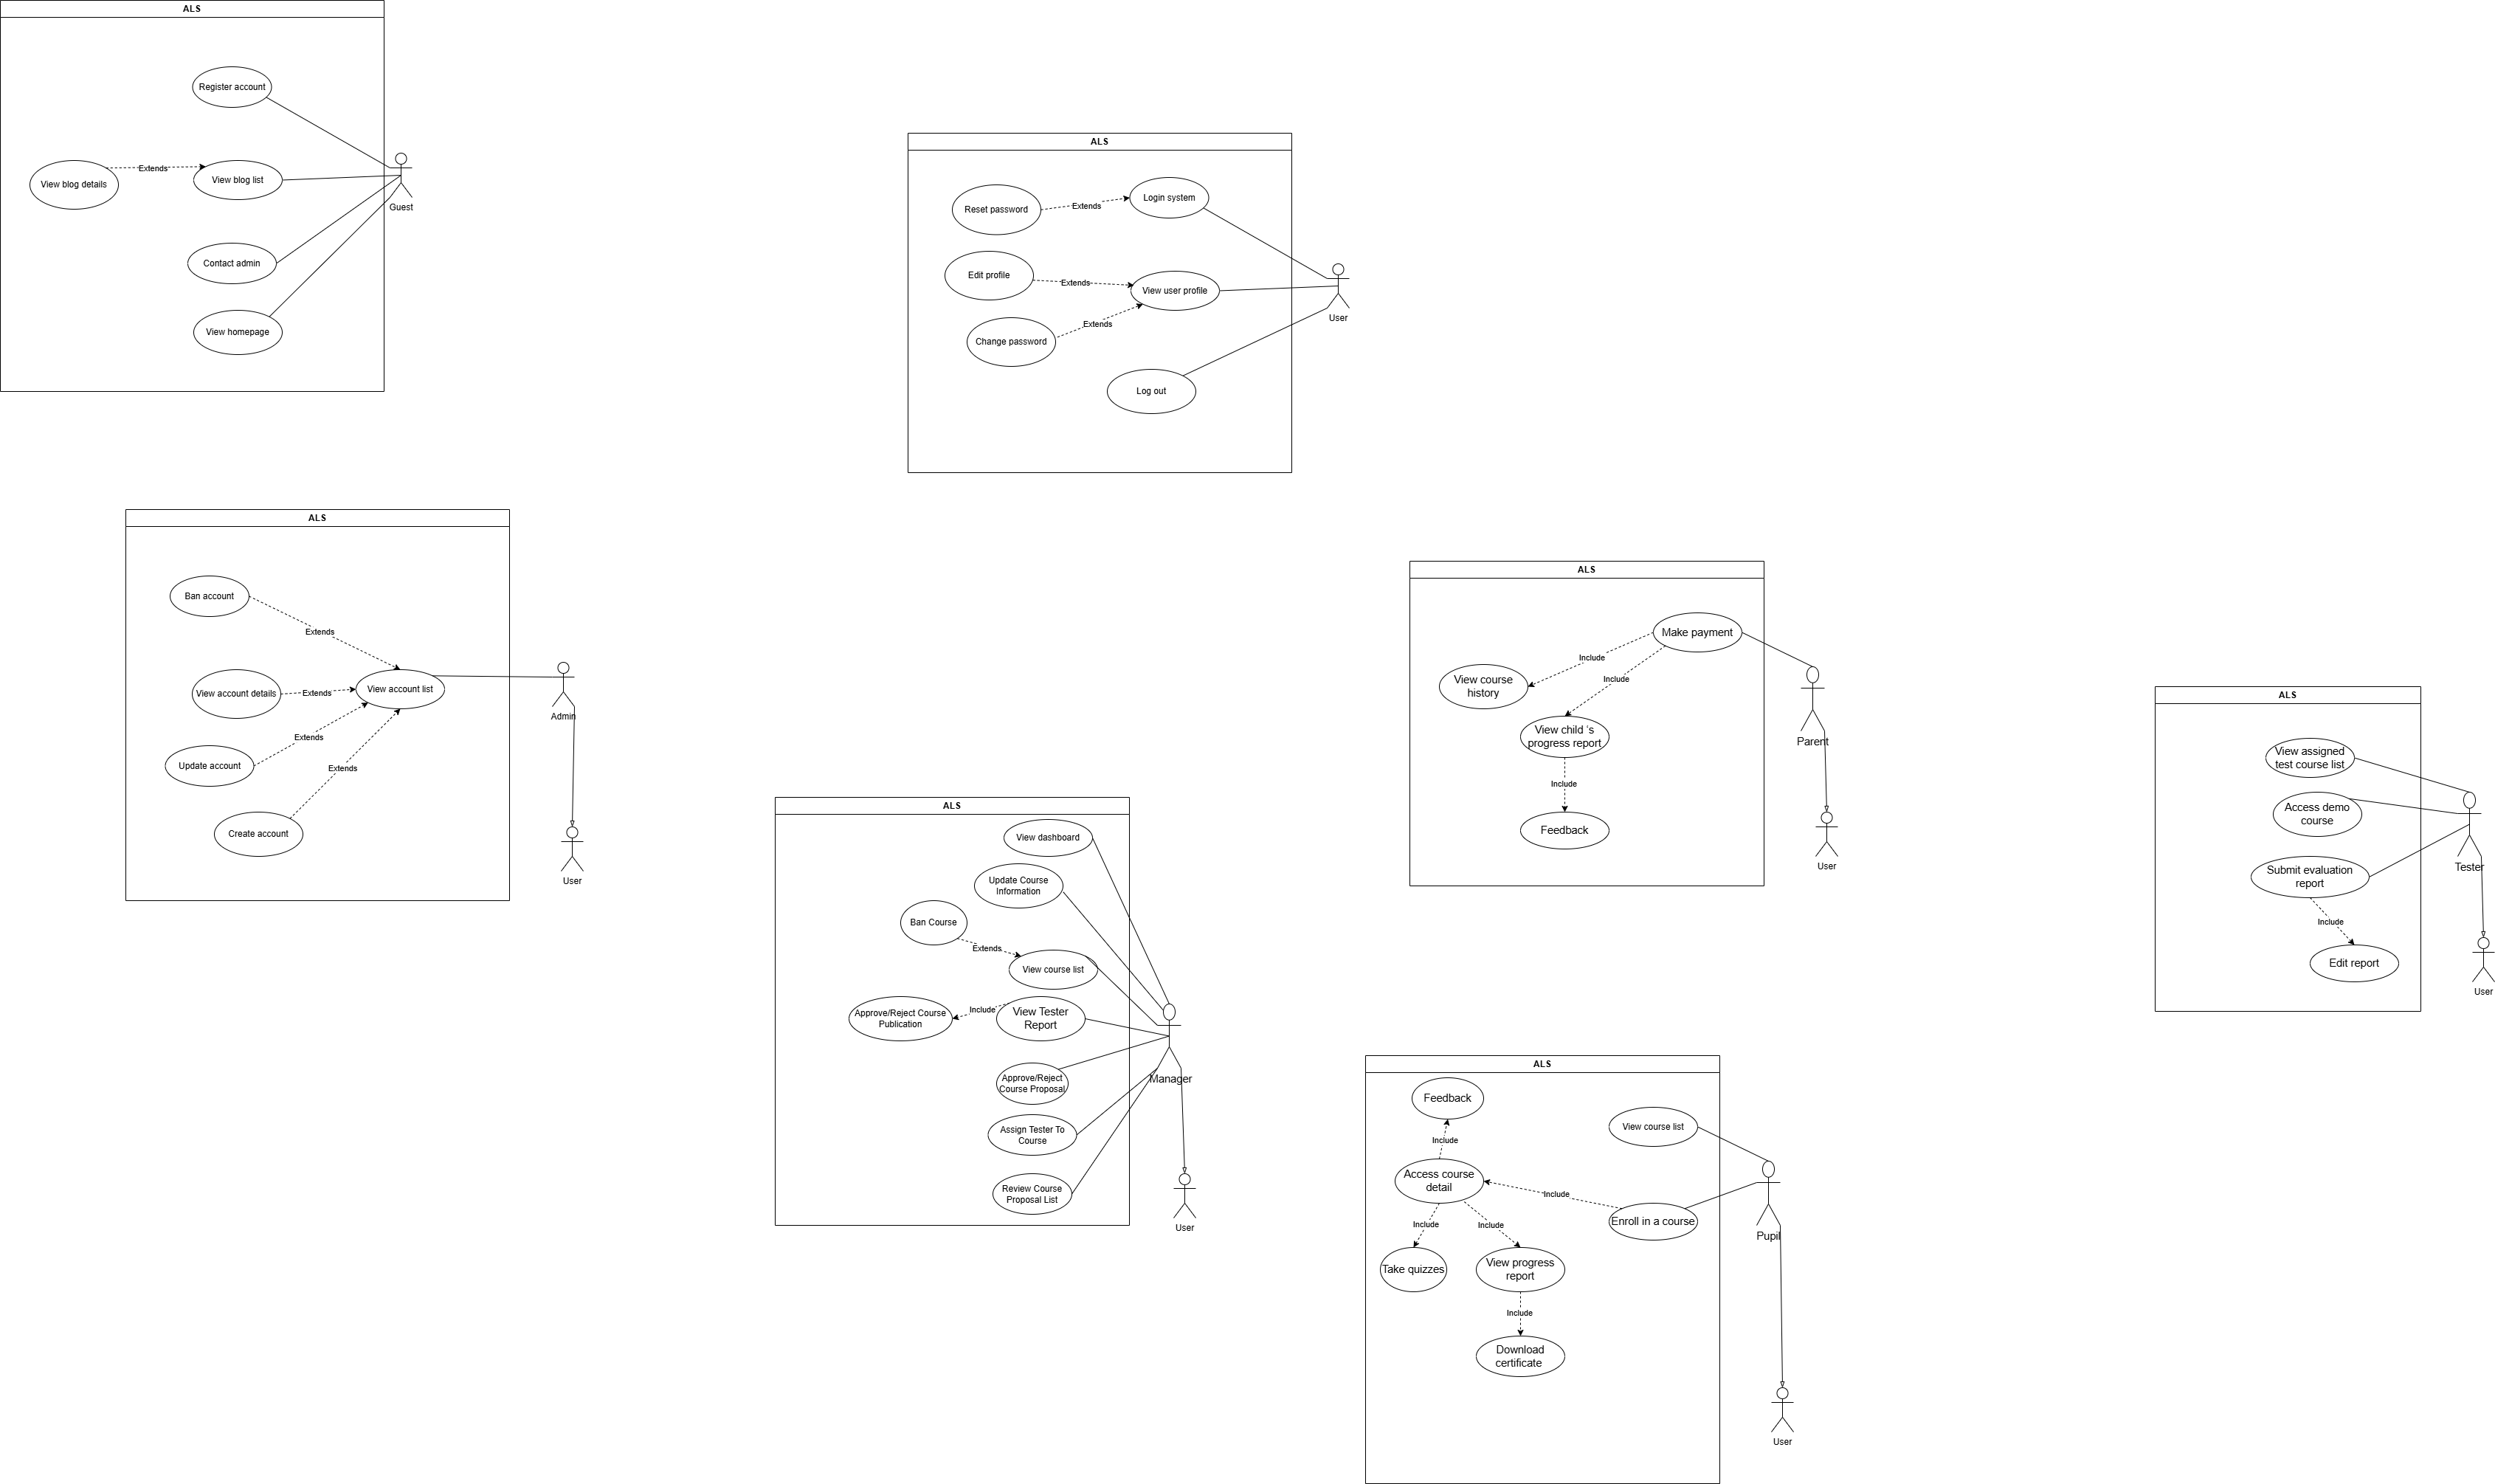 ALS
Register account
View blog details
Extends
View blog list
Guest
Contact admin
View homepage
ALS
Reset password
Extends
Login system
Edit profile
Extends
View user profile
User
Change password
Extends
Log out
ALS
Ban account
Extends
View account details
Extends
View account list
Admin
Update account
Extends
Extends
Create account
User
ALS
Make payment
Include
View course
history
Include
View child 's
progress report
Parent
Include
Feedback
User
ALS
View assigned
test course list
Access demo
course
Submit evaluation
report
Tester
Include
Edit report
User
ALS
View dashboard
Update Course
Information
Ban Course
Extends
View course list
Approve/Reject Course
Publication
Include
View Tester
Report
Approve/Reject
Course Proposal
Manager
Assign Tester To
Course
Review Course
Proposal List
User
ALS
Feedback
View course list
Include
Access course
detail
Include
Enroll in a course
Pupil
Include
Include
Take quizzes
View progress
report
Include
Download
certificate
User